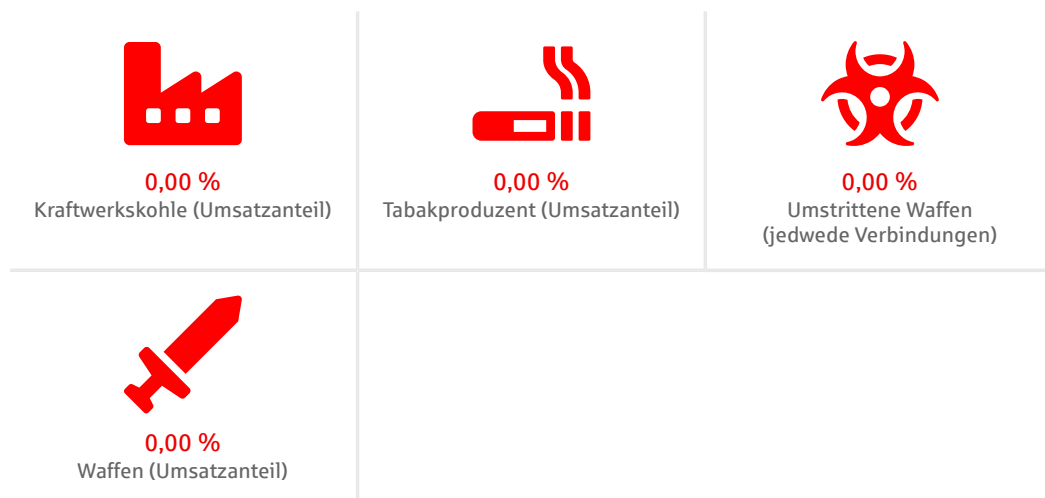 0,00 %
Kraftwerkskohle (Umsatzanteil)
0,00 %
Tabakproduzent (Umsatzanteil)
0,00 %
Umstrittene Waffen
(jedwede Verbindungen)
0,00 %
Waffen (Umsatzanteil)